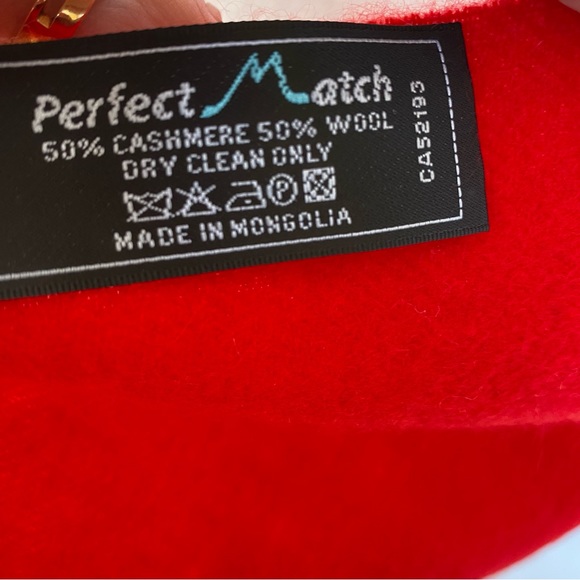 Perfect Match
50% CASHMERE 50% WOOL
DRY CLEAN ONLY
P
MADE IN MONGOLIA
CA52193